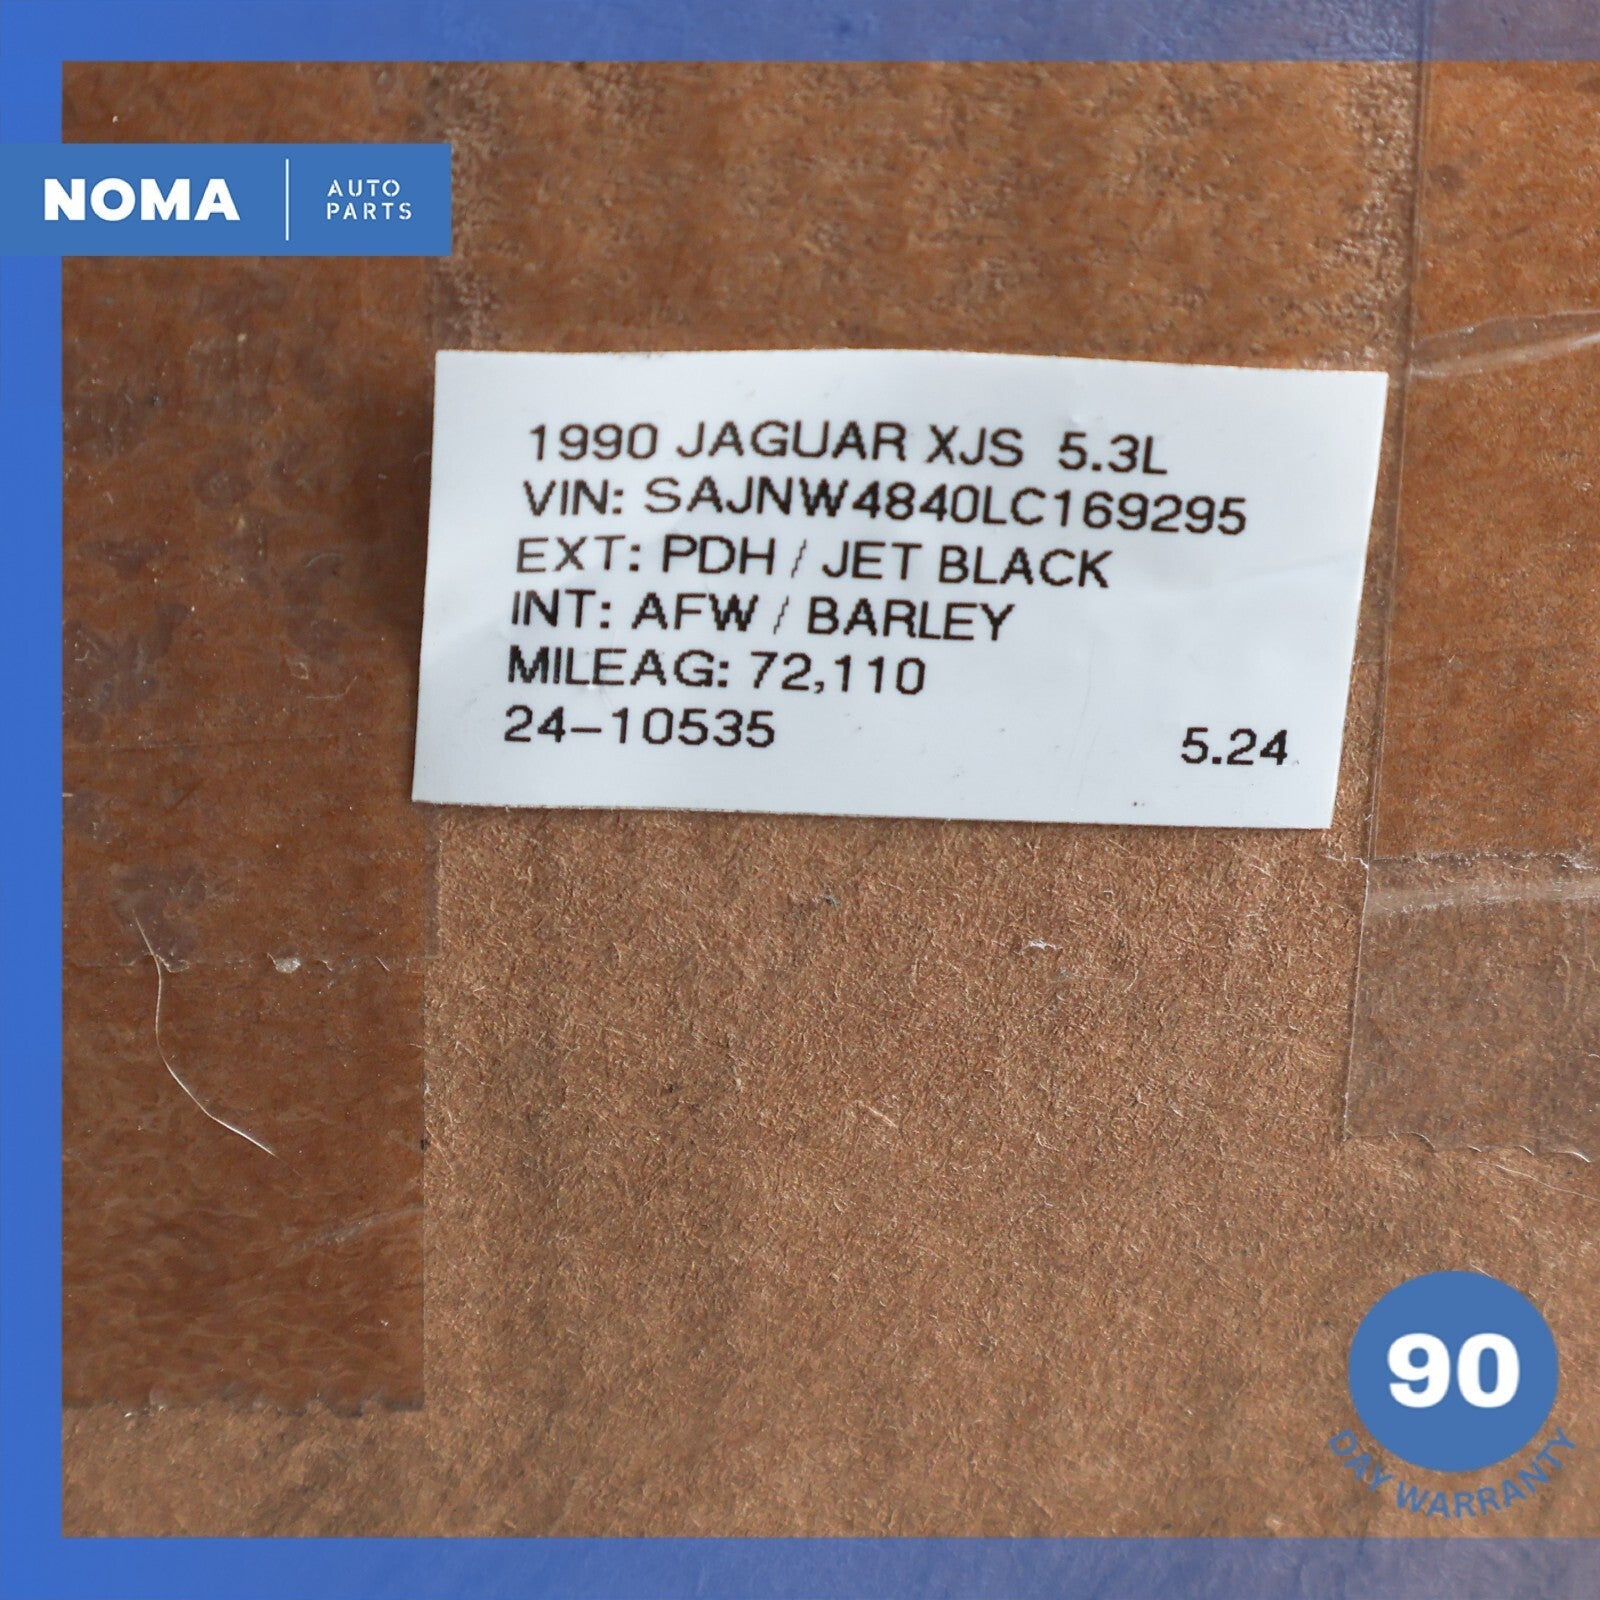 NOMA
AUTO
PARTS
1990 JAGUAR XJS 5.3L
VIN: SAJNW4840LC169295
EXT: PDH / JET BLACK
INT: AFW / BARLEY
MILEAG: 72,110
24-10535 5.24
90
DAY WARRANTY